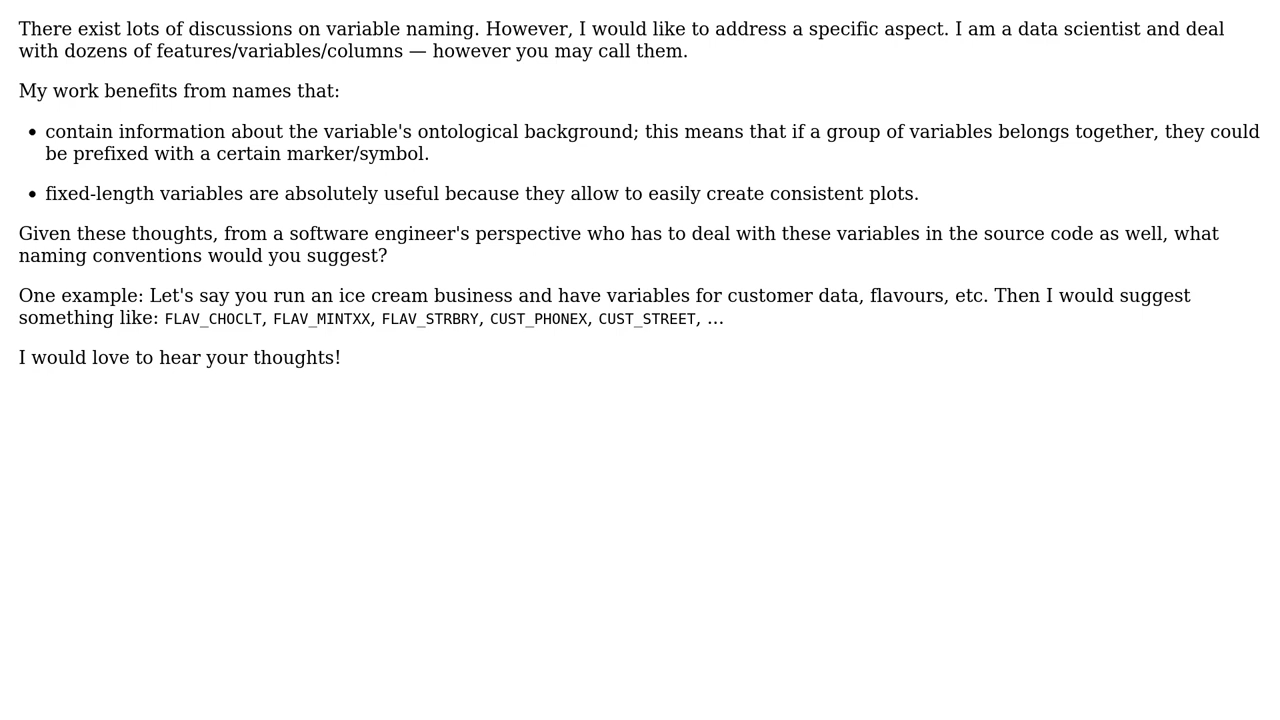 There exist lots of discussions on variable naming. However, I would like to address a specific aspect. I am a data scientist and deal
with dozens of features/variables/columns — however you may call them.
My work benefits from names that:
• contain information about the variable's ontological background; this means that if a group of variables belongs together, they could
be prefixed with a certain marker/symbol.
• fixed-length variables are absolutely useful because they allow to easily create consistent plots.
Given these thoughts, from a software engineer's perspective who has to deal with these variables in the source code as well, what
naming conventions would you suggest?
One example: Let's say you run an ice cream business and have variables for customer data, flavours, etc. Then I would suggest
something like: FLAV_CHOCLT, FLAV_MINTXX, FLAV_STRBRY, CUST_PHONEX, CUST_STREET, ...
I would love to hear your thoughts!